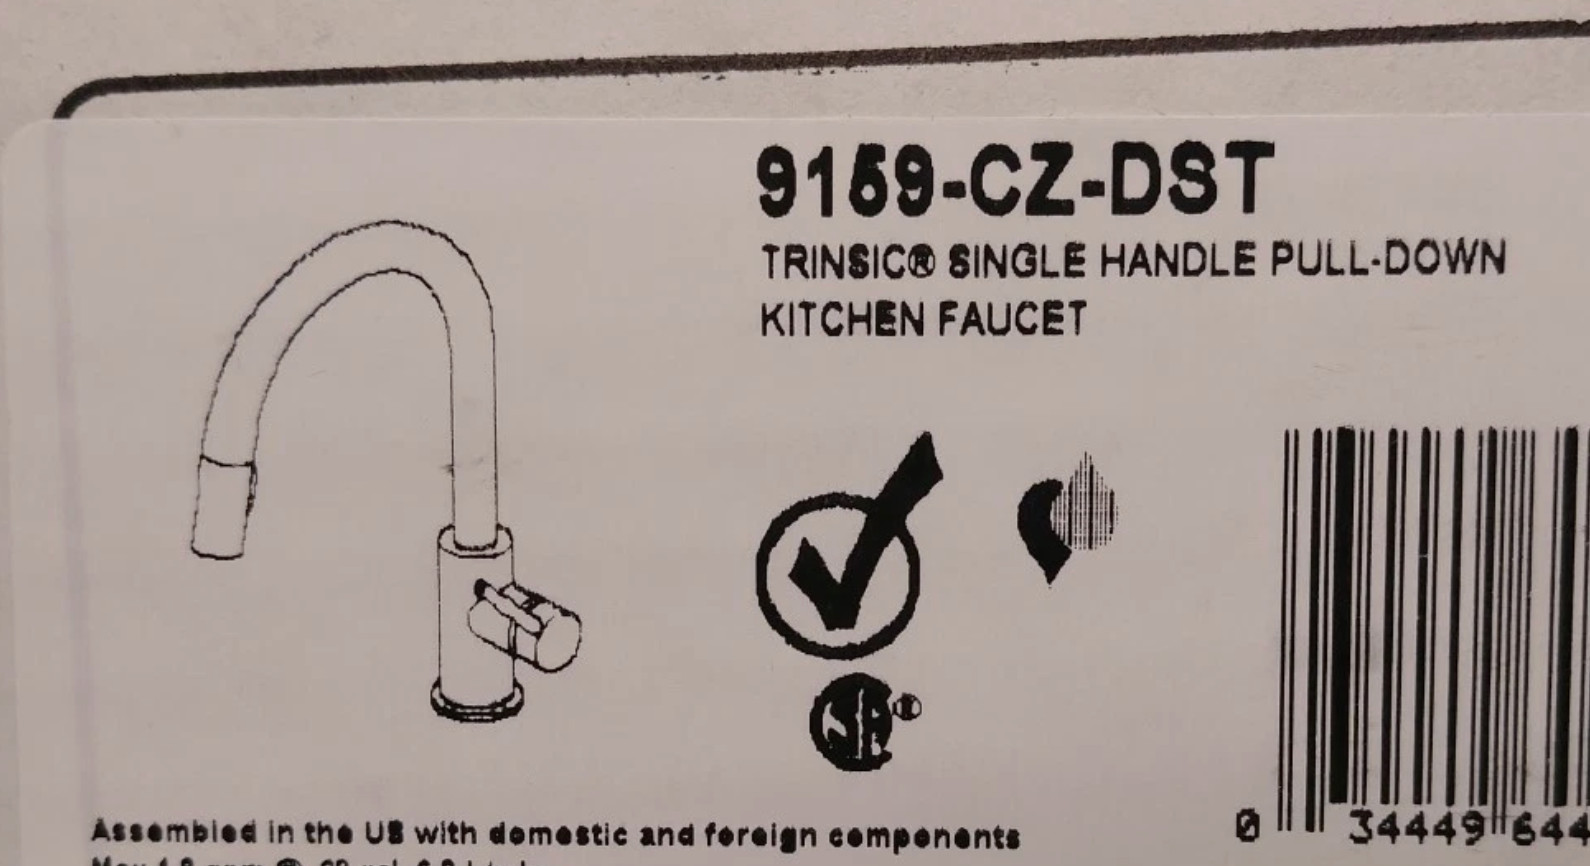 9159-CZ-DST
TRINSIC® SINGLE HANDLE PULL-DOWN
KITCHEN FAUCET
Assembled in the US with domestic and foreign components
0 34449 644